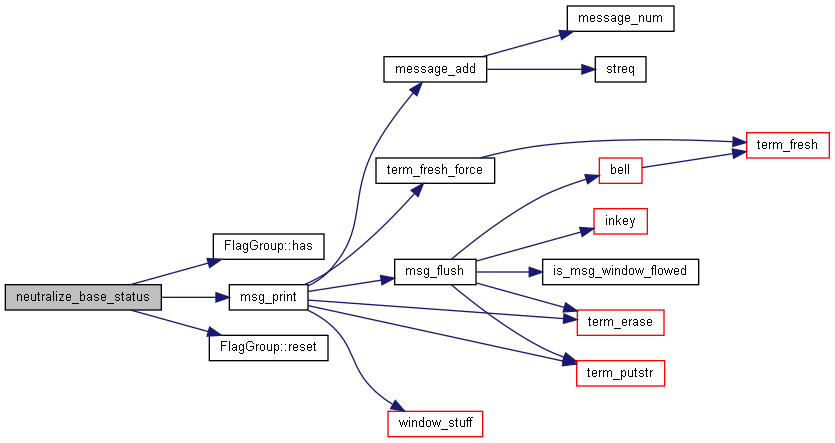 message_num
message_add
streq
term_fresh
term_fresh_force
bell
inkey
FlagGroup::has
msg_flush
is_msg_window_flowed
neutralize_base_status
msg_print
term_erase
FlagGroup::reset
term_putstr
window_stuff